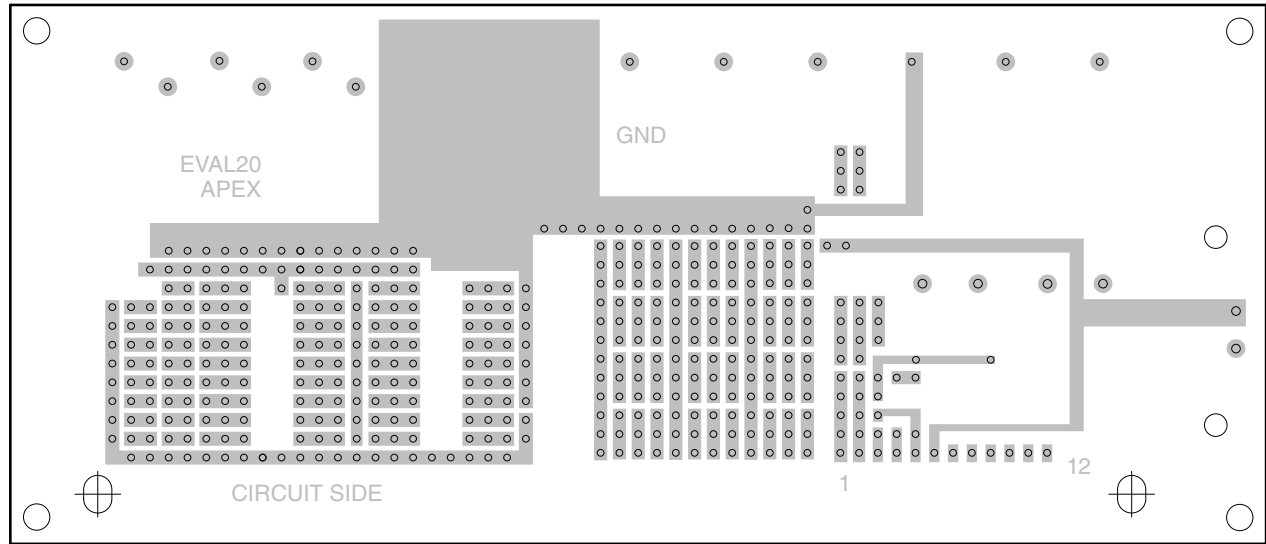 GND
EVAL20
APEX
1
12
CIRCUIT SIDE